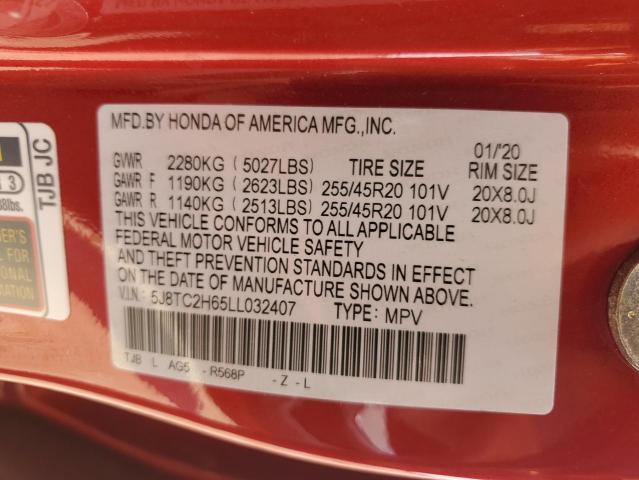 MFD.BY HONDA OF AMERICA MFG.,INC.
01/'20
GVWR 2280KG (5027LBS) TIRE SIZE RIM SIZE
GAWR F 1190KG (2623LBS) 255/45R20 101V 20X8.0J
GAWR R 1140KG (2513LBS) 255/45R20 101V 20X8.0J
THIS VEHICLE CONFORMS TO ALL APPLICABLE
FEDERAL MOTOR VEHICLE SAFETY
AND THEFT PREVENTION STANDARDS IN EFFECT
ON THE DATE OF MANUFACTURE SHOWN ABOVE.
V.I.N.: 5J8TC2H65LL032407 TYPE: MPV
TJB L AG5 -R568P -Z-L
TJB JC